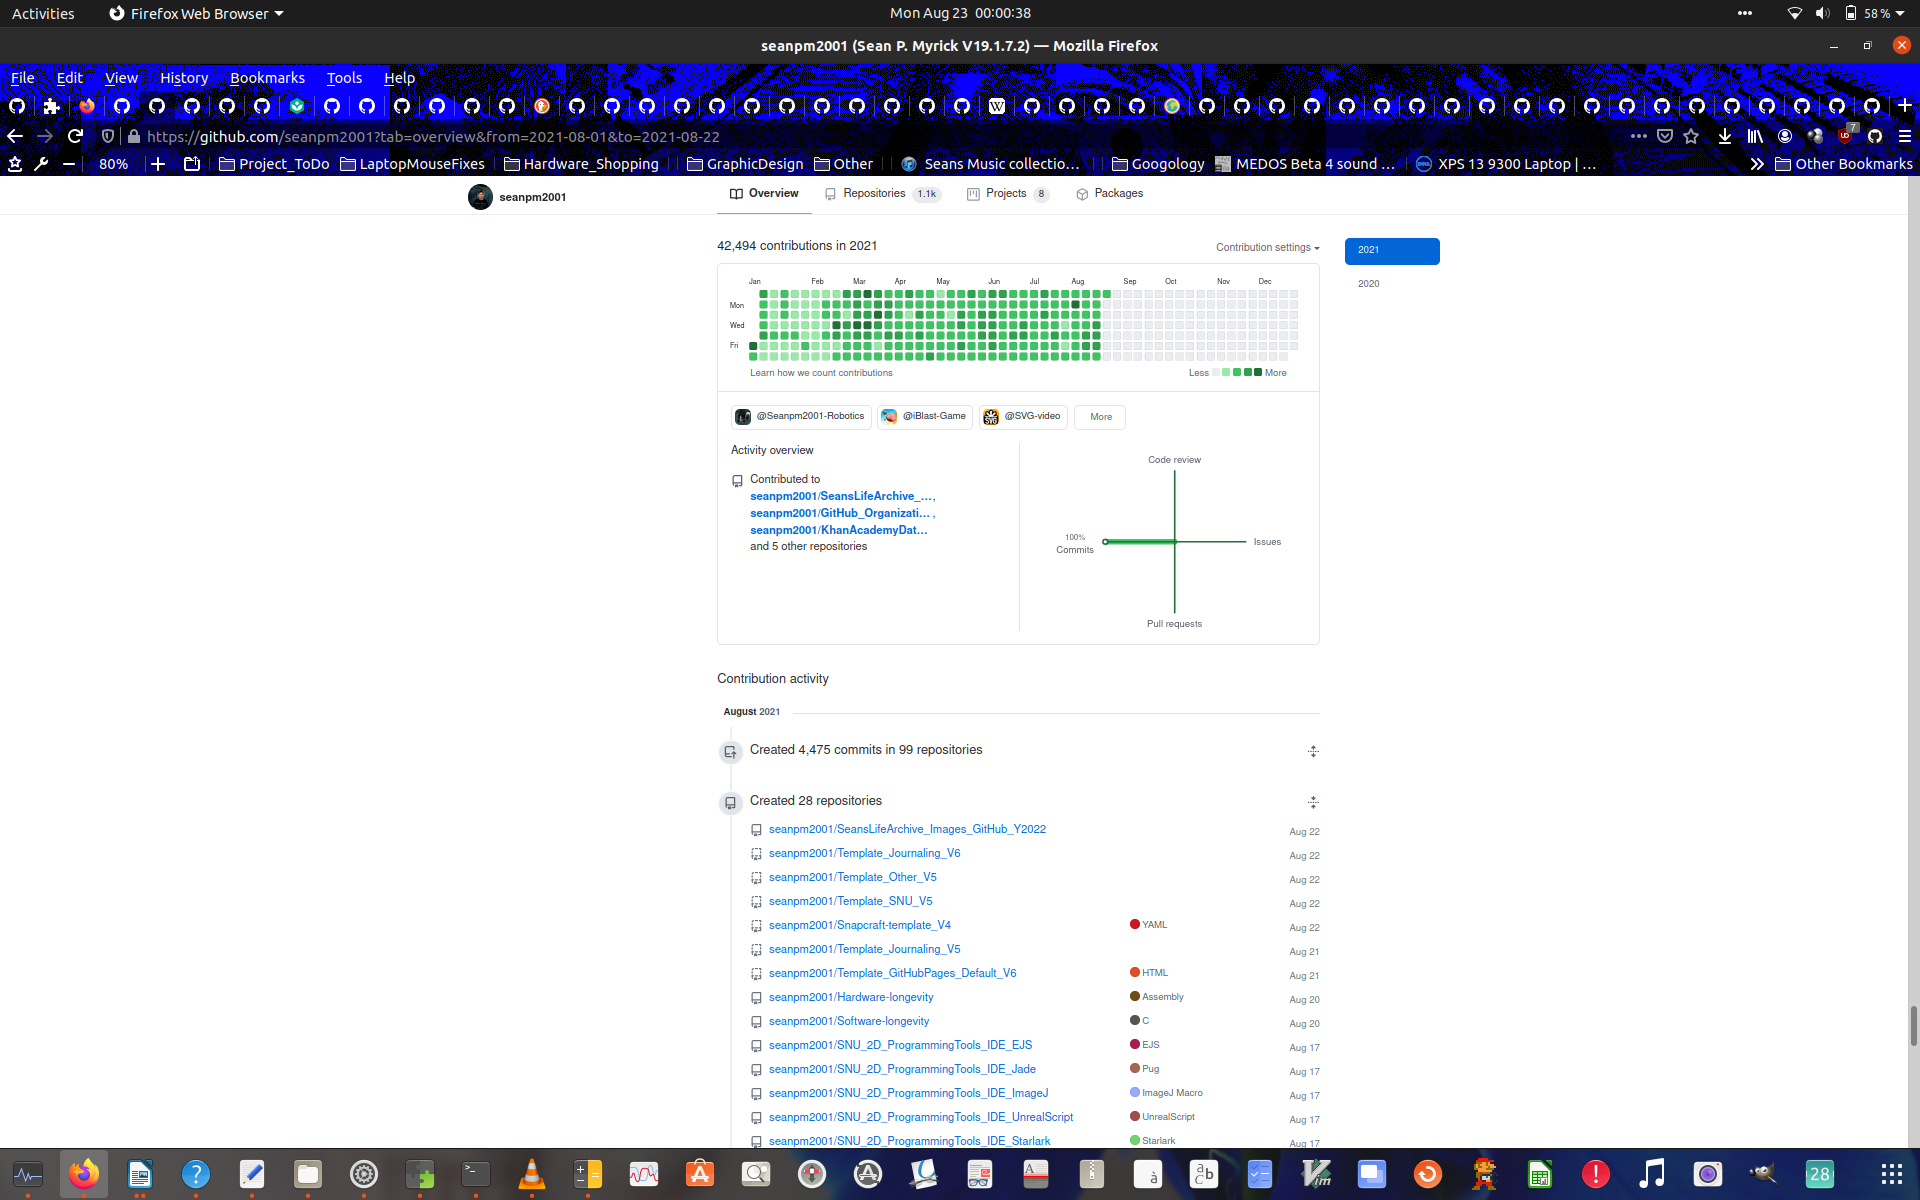 Activities
Firefox Web Browser
Mon Aug 23 00:00:38
58 %
seanpm2001 (Sean P. Myrick V19.1.7.2) — Mozilla Firefox
File Edit View History Bookmarks Tools Help
W
https://github.com/seanpm2001?tab=overview&from=2021-08-01&to=2021-08-22
7
80%
Project_ToDo
LaptopMouseFixes
Hardware_Shopping
GraphicDesign
Other
Seans Music collectio…
Googology
MEDOS Beta 4 sound …
XPS 13 9300 Laptop | …
Other Bookmarks
seanpm2001
Overview
Repositories 1.1k
Projects 8
Packages
42,494 contributions in 2021
Contribution settings
2021
2020
Jan Feb Mar Apr May Jun Jul Aug Sep Oct Nov Dec
Mon
Wed
Fri
Learn how we count contributions
Less More
@Seanpm2001-Robotics
@iBlast-Game
SVG
@SVG-video
More
Activity overview
Contributed to
seanpm2001/SeansLifeArchive_… ,
seanpm2001/GitHub_Organizati… ,
seanpm2001/KhanAcademyDat…
and 5 other repositories
Code review
100%
Commits
Issues
Pull requests
Contribution activity
August 2021
Created 4,475 commits in 99 repositories
Created 28 repositories
seanpm2001/SeansLifeArchive_Images_GitHub_Y2022 Aug 22
seanpm2001/Template_Journaling_V6 Aug 22
seanpm2001/Template_Other_V5 Aug 22
seanpm2001/Template_SNU_V5 Aug 22
seanpm2001/Snapcraft-template_V4 YAML Aug 22
seanpm2001/Template_Journaling_V5 Aug 21
seanpm2001/Template_GitHubPages_Default_V6 HTML Aug 21
seanpm2001/Hardware-longevity Assembly Aug 20
seanpm2001/Software-longevity C Aug 20
seanpm2001/SNU_2D_ProgrammingTools_IDE_EJS EJS Aug 17
seanpm2001/SNU_2D_ProgrammingTools_IDE_Jade Pug Aug 17
seanpm2001/SNU_2D_ProgrammingTools_IDE_ImageJ ImageJ Macro Aug 17
seanpm2001/SNU_2D_ProgrammingTools_IDE_UnrealScript UnrealScript Aug 17
seanpm2001/SNU_2D_ProgrammingTools_IDE_Starlark Starlark Aug 17
28